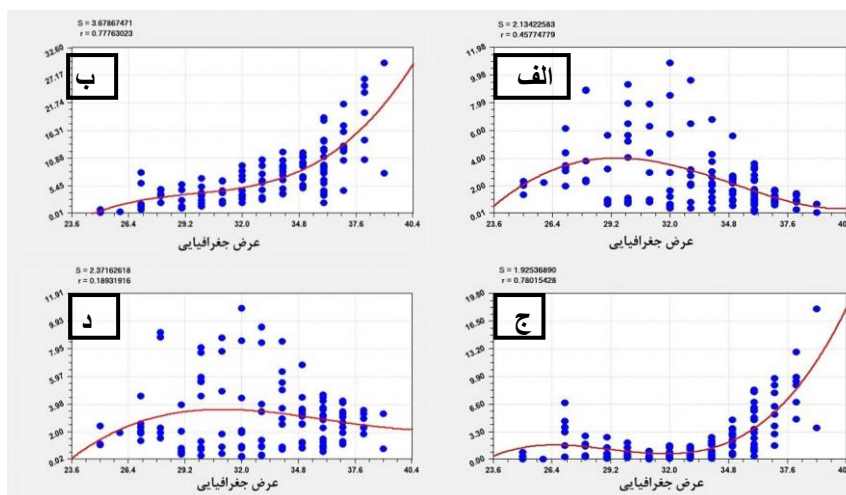 S = 3.67867471
r = 0.77763023
ب
32.60
27.17
21.74
16.31
10.88
5.45
0.01
23.6 26.4 29.2 32.0 34.8 37.6 40.4
عرض جغرافیایی
S = 2.13422583
r = 0.45774779
الف
11.98
9.98
7.99
6.00
4.00
2.00
0.01
23.6 26.4 29.2 32.0 34.8 37.6 40.4
عرض جغرافیایی
S = 2.37162618
r = 0.18931916
د
11.91
9.93
7.95
5.97
3.98
2.00
0.02
23.6 26.4 29.2 32.0 34.8 37.6 40.4
عرض جغرافیایی
S = 1.92536890
r = 0.78015428
ج
19.80
16.50
13.20
9.90
6.60
3.30
0.00
23.6 26.4 29.2 32.0 34.8 37.6 40.4
عرض جغرافیایی